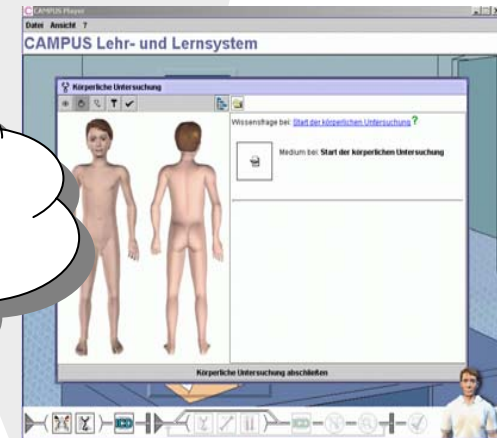 CAMPUS-Player
Datei Ansicht ?
CAMPUS Lehr- und Lernsystem
Körperliche Untersuchung
Wissensfrage bei: Start der körperlichen Untersuchung ?
Medium bei: Start der körperlichen Untersuchung
Körperliche Untersuchung abschließen